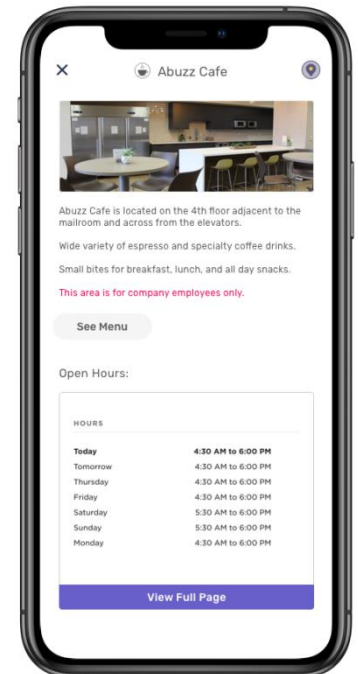 Abuzz Cafe
Abuzz Cafe is located on the 4th floor adjacent to the
mailroom and across from the elevators.
Wide variety of espresso and specialty coffee drinks.
Small bites for breakfast, lunch, and all day snacks.
This area is for company employees only.
See Menu
Open Hours:
HOURS
Today 4:30 AM to 6:00 PM
Tomorrow 4:30 AM to 6:00 PM
Thursday 4:30 AM to 6:00 PM
Friday 4:30 AM to 6:00 PM
Saturday 5:30 AM to 6:00 PM
Sunday 5:30 AM to 6:00 PM
Monday 4:30 AM to 6:00 PM
View Full Page